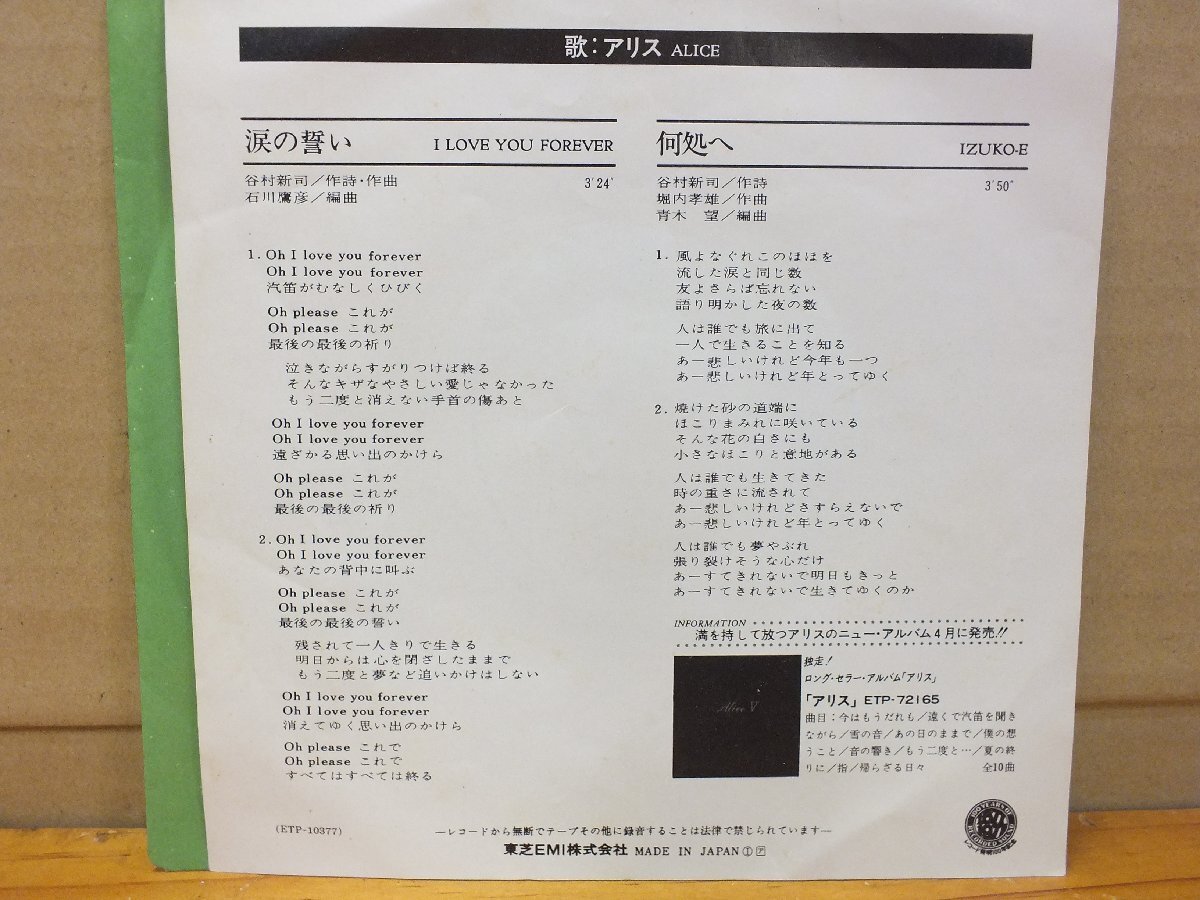 歌:アリス ALICE
涙の誓い I LOVE YOU FOREVER
谷村新司/作詩・作曲 3'24"
石川鷹彦/編曲
1. Oh I love you forever
Oh I love you forever
汽笛がむなしくひびく
Oh please これが
Oh please これが
最後の最後の祈り
泣きながらすがりつけば終る
そんなキザなやさしい愛じゃなかった
もう二度と消えない手首の傷あと
Oh I love you forever
Oh I love you forever
遠ざかる思い出のかけら
Oh please これが
Oh please これが
最後の最後の祈り
2. Oh I love you forever
Oh I love you forever
あなたの背中に叫ぶ
Oh please これが
Oh please これが
最後の最後の誓い
残されて一人きりで生きる
明日からは心を閉ざしたままで
もう二度と夢など追いかけはしない
Oh I love you forever
Oh I love you forever
消えてゆく思い出のかけら
Oh please これで
Oh please これで
すべてはすべては終る
何処へ IZUKO-E
谷村新司/作詩 3'50"
堀内孝雄/作曲
青木 望/編曲
1. 風よなぐれこのほほを
流した涙と同じ数
友よさらば忘れない
語り明かした夜の数
人は誰でも旅に出て
一人で生きることを知る
あー悲しいけれど今年も一つ
あー悲しいけれど年とってゆく
2. 焼けた砂の道端に
ほこりまみれに咲いている
そんな花の白さにも
小さなほこりと意地がある
人は誰でも生きてきた
時の重さに流されて
あー悲しいけれどさすらえないで
あー悲しいけれど年とってゆく
人は誰でも夢やぶれ
張り裂けそうな心だけ
あーすてきれないで明日もきっと
あーすてきれないで生きてゆくのか
INFORMATION
満を持して放つアリスのニュー・アルバム4月に発売!!
Alice V
独走!
ロング・セラー・アルバム「アリス」
「アリス」ETP-72165
曲目:今はもうだれも/遠くで汽笛を聞き
ながら/雪の音/あの日のままで/僕の想
うこと/音の響き/もう二度と…/夏の終
りに/指/帰らざる日々 全10曲
(ETP-10377)
―レコードから無断でテープその他に録音することは法律で禁じられています―
東芝EMI株式会社 MADE IN JAPAN Ⓘ㋐
100 YEARS OF
RECORDED SOUND